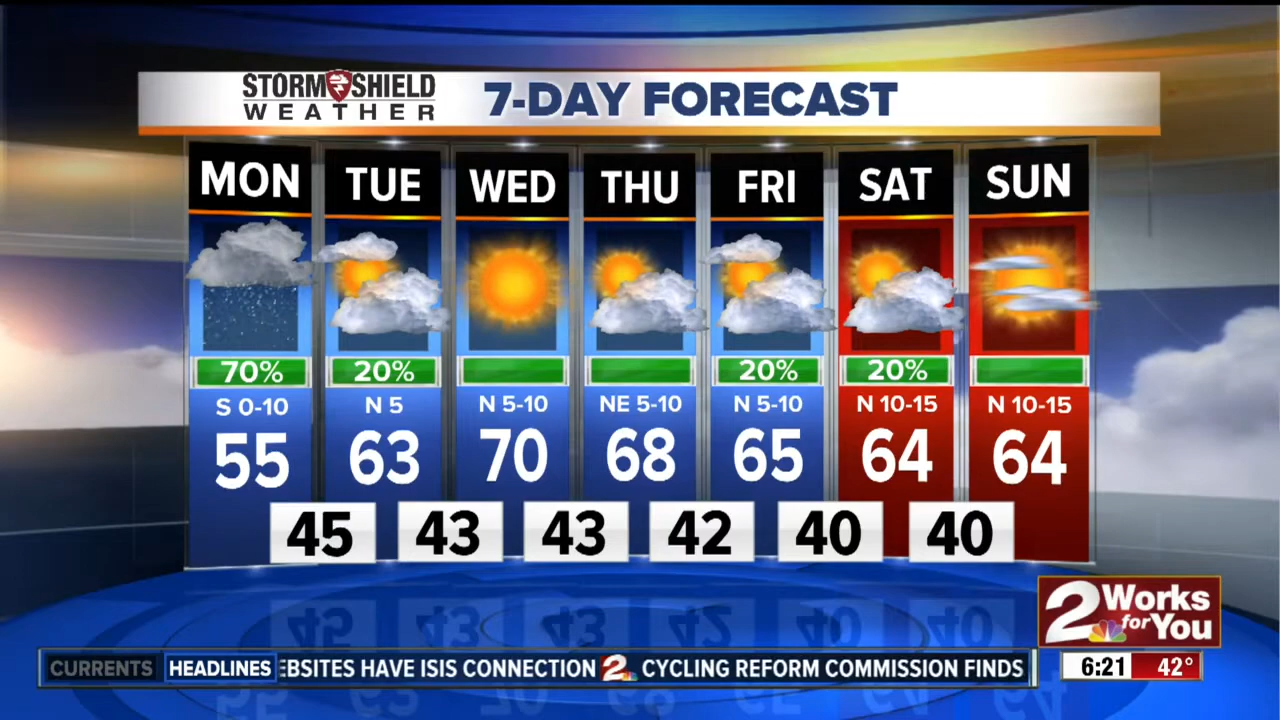 STORM SHIELD
WEATHER
7-DAY FORECAST
MON TUE WED THU FRI SAT SUN
70% 20% 20% 20%
S 0-10 N 5 N 5-10 NE 5-10 N 5-10 N 10-15 N 10-15
55 63 70 68 65 64 64
45 43 43 42 40 40
2 Works
for You
CURRENTS HEADLINES EBSITES HAVE ISIS CONNECTION 2 CYCLING REFORM COMMISSION FINDS
6:21 42°